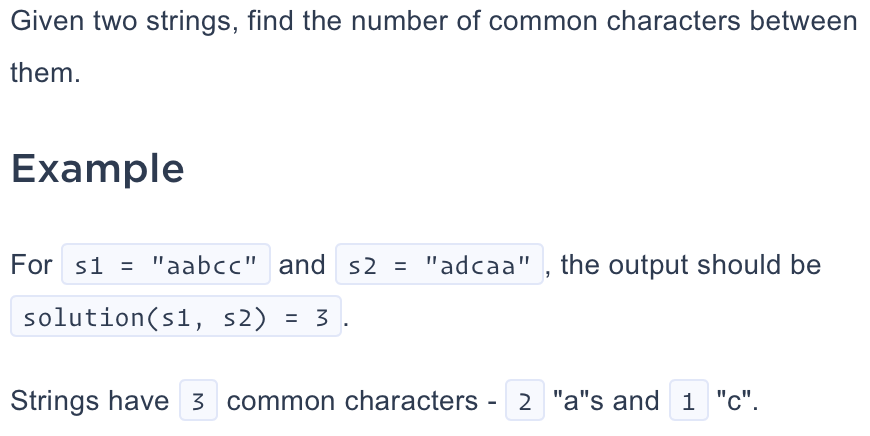 Given two strings, find the number of common characters between
them.
Example
For s1 = "aabcc" and s2 = "adcaa", the output should be
solution(s1, s2) = 3.
Strings have 3 common characters - 2 "a"s and 1 "c".